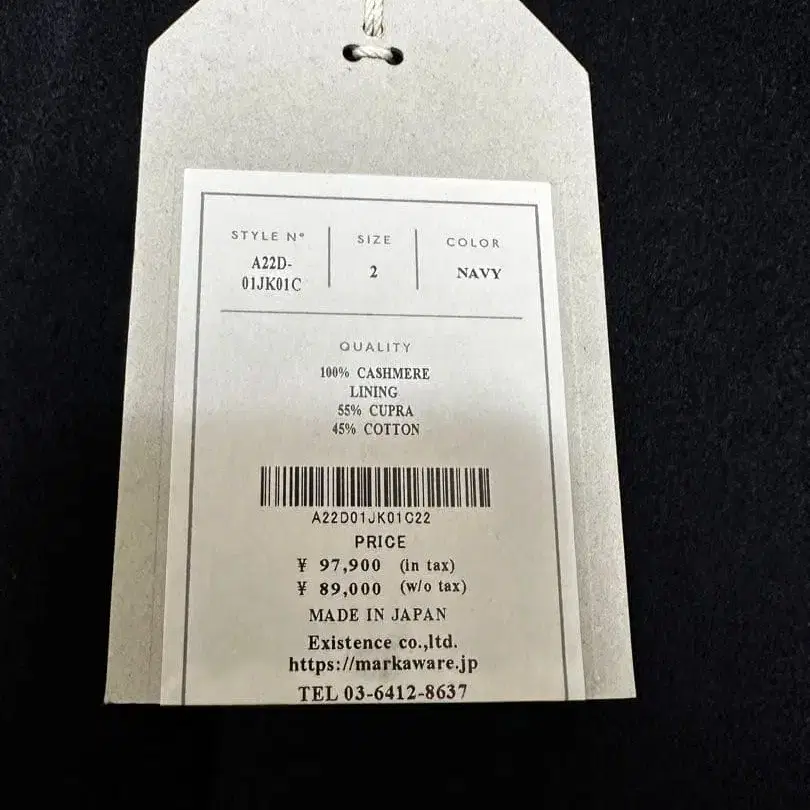 STYLE N° SIZE COLOR
A22D-
01JK01C 2 NAVY
QUALITY
100% CASHMERE
LINING
55% CUPRA
45% COTTON
A22D01JK01C22
PRICE
¥ 97,900 (in tax)
¥ 89,000 (w/o tax)
MADE IN JAPAN
Existence co.,ltd.
https://markaware.jp
TEL 03-6412-8637